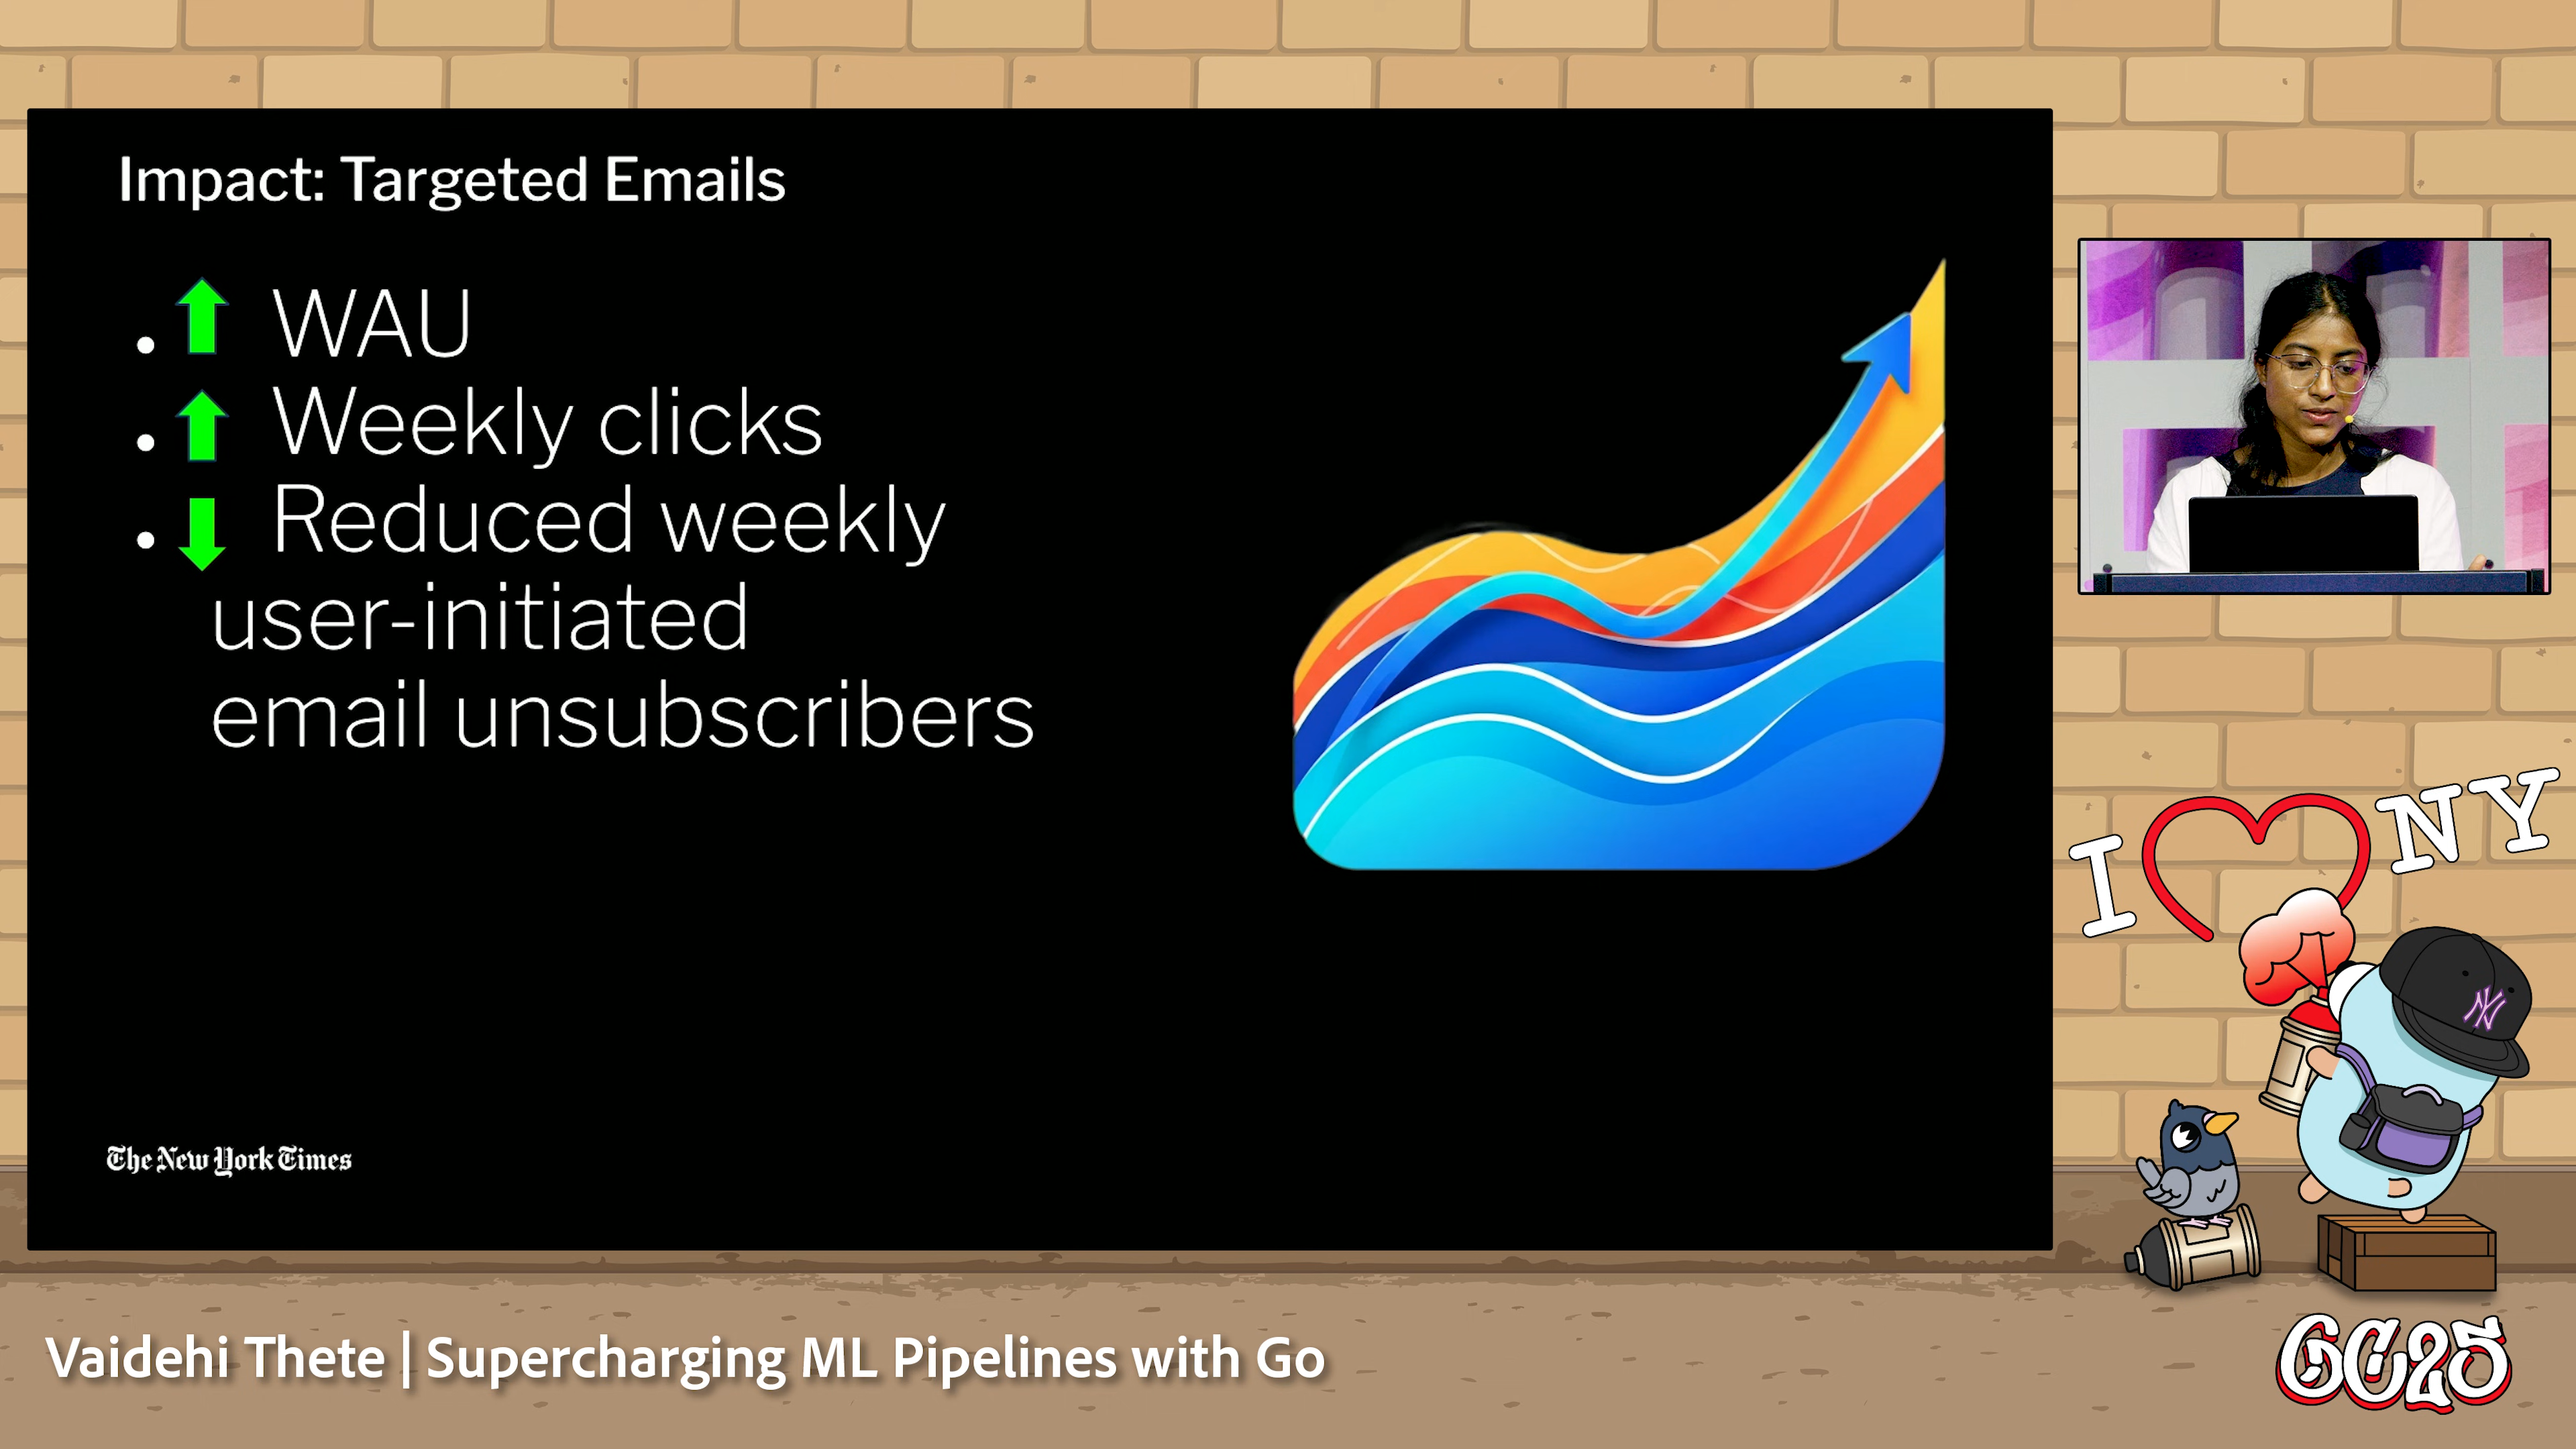 Impact: Targeted Emails
WAU
Weekly clicks
Reduced weekly
user-initiated
email unsubscribers
The New York Times
I NY
NY
Vaidehi Thete | Supercharging ML Pipelines with Go
GC25